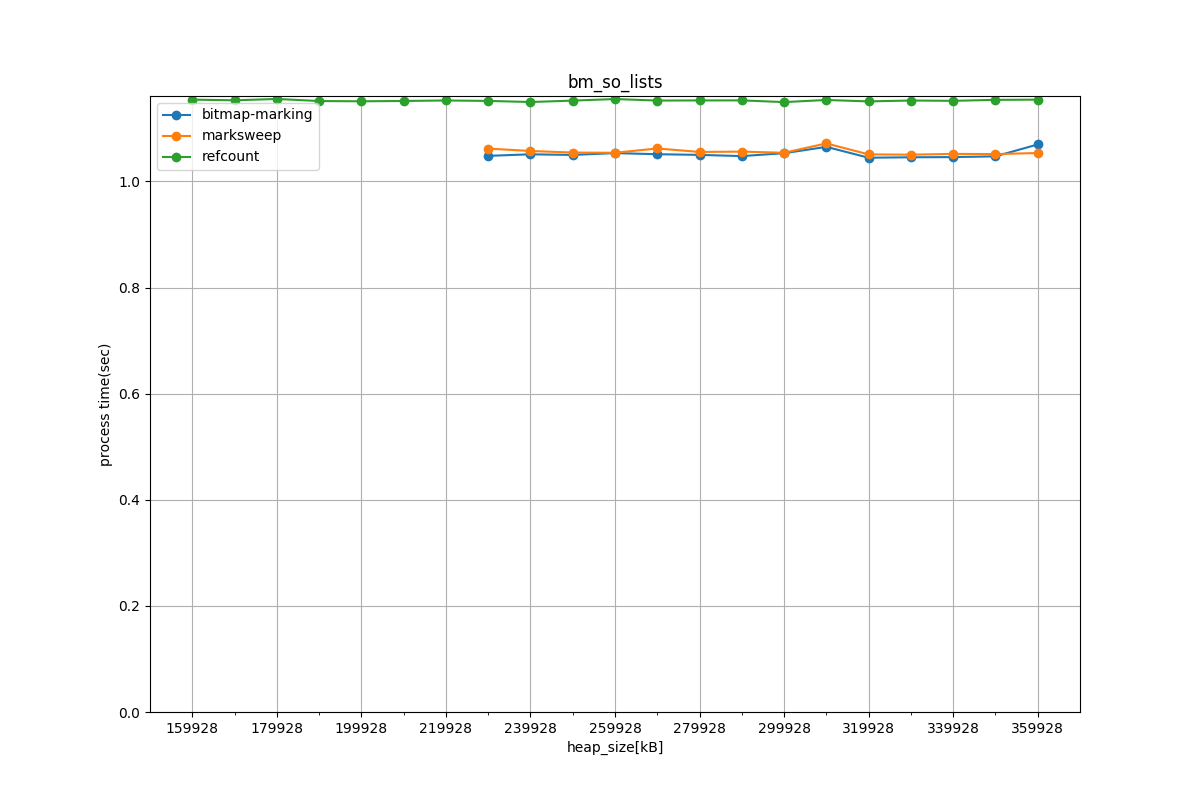 bm_so_lists
bitmap-marking
marksweep
refcount
1.0
0.8
0.6
0.4
0.2
0.0
process time(sec)
159928 179928 199928 219928 239928 259928 279928 299928 319928 339928 359928
heap_size[kB]